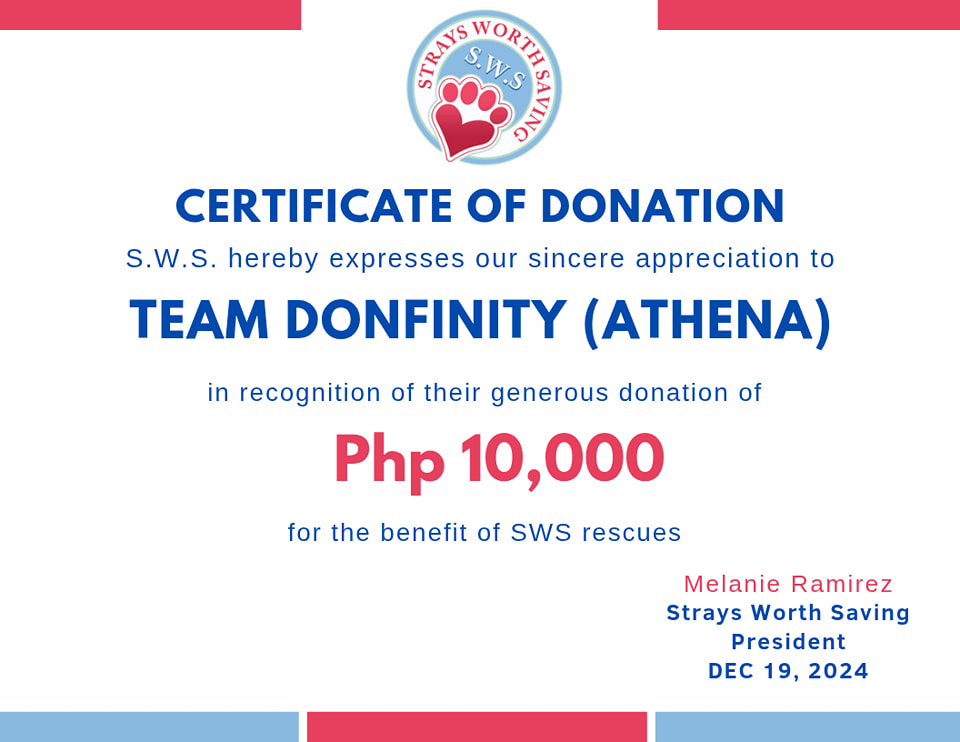 STRAYS WORTH SAVING
S.W.S
CERTIFICATE OF DONATION
S.W.S. hereby expresses our sincere appreciation to
TEAM DONFINITY (ATHENA)
in recognition of their generous donation of
Php 10,000
for the benefit of SWS rescues
Melanie Ramirez
Strays Worth Saving
President
DEC 19, 2024